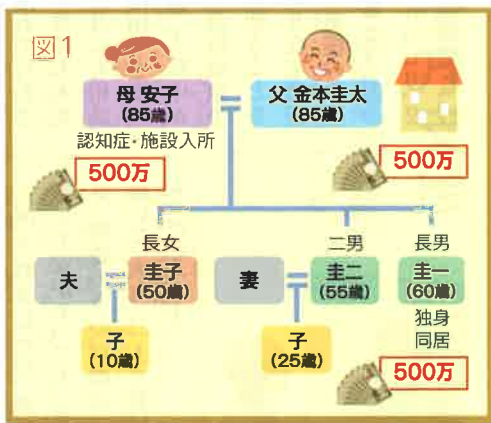 図1
母 安子
(85歳)
父 金本圭太
(85歳)
認知症・施設入所
500万
500万
長女
二男
長男
夫
圭子
(50歳)
妻
圭二
(55歳)
圭一
(60歳)
子
(10歳)
子
(25歳)
独身
同居
500万